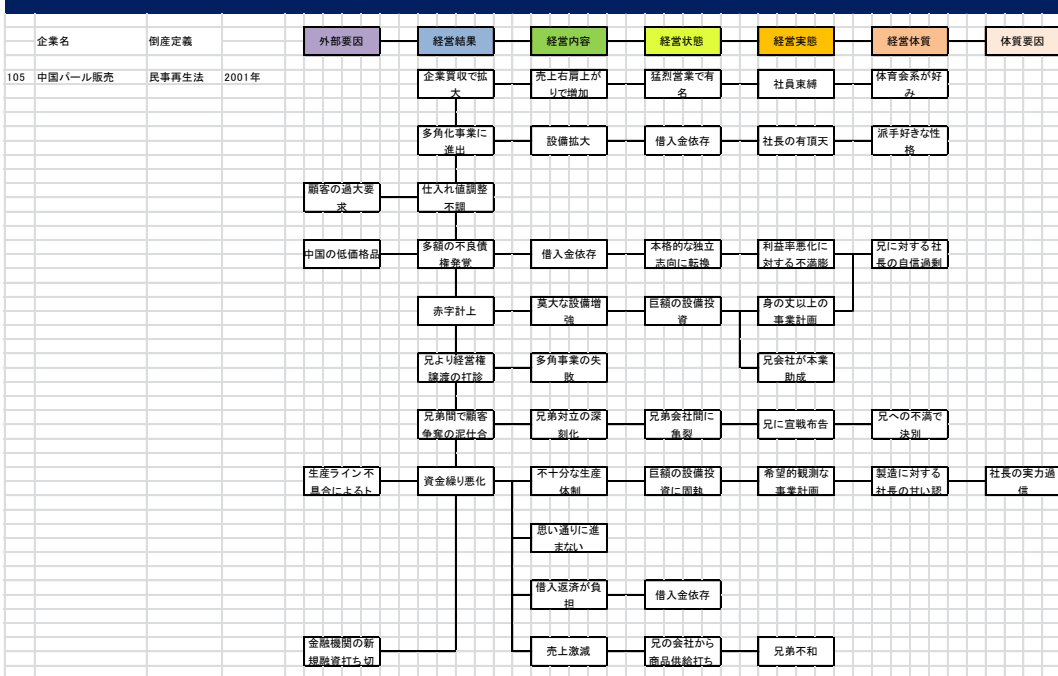 企業名
倒産定義
外部要因
経営結果
経営内容
経営状態
経営実態
経営体質
体質要因
105 中国パール販売 民事再生法 2001年
企業買収で拡
大
売上右肩上が
りで増加
猛烈営業で有
名
社員束縛
体育会系が好
み
多角化事業に
進出
設備拡大
借入金依存
社長の有頂天
派手好きな性
格
顧客の過大要
求
仕入れ値調整
不調
中国の低価格品
多額の不良債
権発覚
借入金依存
本格的な独立
志向に転換
利益率悪化に
対する不満膨
兄に対する社
長の自信過剰
赤字計上
莫大な設備増
強
巨額の設備投
資
身の丈以上の
事業計画
兄より経営権
譲渡の打診
多角事業の失
敗
兄会社が本業
助成
兄弟間で顧客
争奪の泥仕合
兄弟対立の深
刻化
兄弟会社間に
亀裂
兄に宣戦布告
兄への不満で
決別
生産ライン不
具合によるト
資金繰り悪化
不十分な生産
体制
巨額の設備投
資に固執
希望的観測な
事業計画
製造に対する
社長の甘い認
社長の実力過
信
思い通りに進
まない
借入返済が負
担
借入金依存
金融機関の新
規融資打ち切
売上激減
兄の会社から
商品供給打ち
兄弟不和